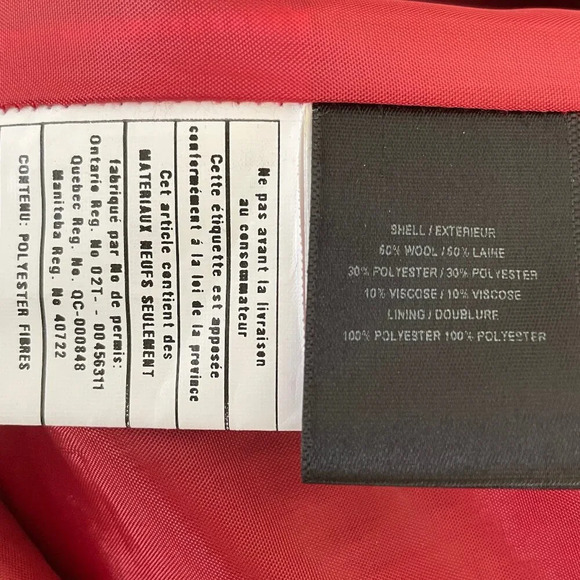 Ne pas avant la livraison
au consommateur
Cette étiquette est apposée
conformément à la loi de la province
Cet article contient des
MATERIAUX NEUFS SEULEMENT
fabriqué par No de permis:
Ontario Reg. No 02T- - 00456311
Quebec Reg. No. QC-000848
Manitoba Reg. No 40722
CONTENU: POLYESTER FIBRES
SHELL / EXTERIEUR
60% WOOL / 60% LAINE
30% POLYESTER / 30% POLYESTER
10% VISCOSE / 10% VISCOSE
LINING / DOUBLURE
100% POLYESTER 100% POLYESTER